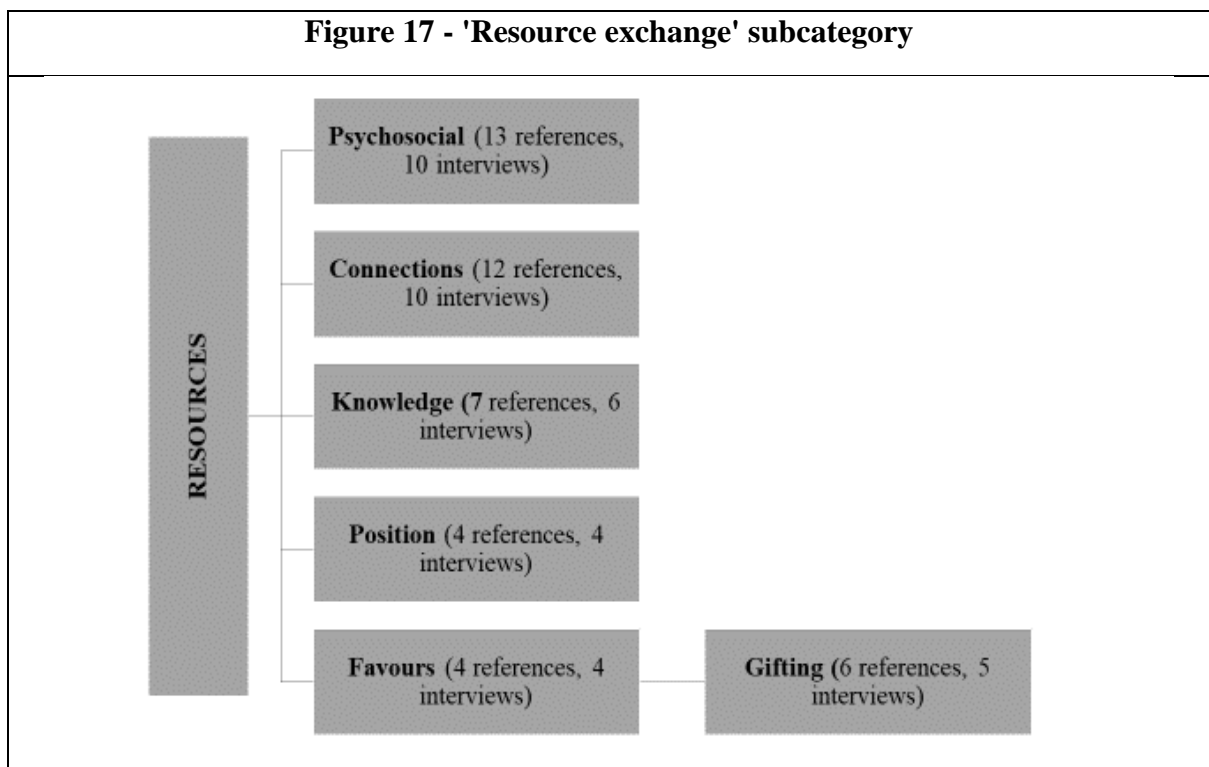 Figure 17 - 'Resource exchange' subcategory
RESOURCES
Psychosocial (13 references,
10 interviews)
Connections (12 references,
10 interviews)
Knowledge (7 references, 6
interviews)
Position (4 references, 4
interviews)
Favours (4 references, 4
interviews)
Gifting (6 references, 5
interviews)